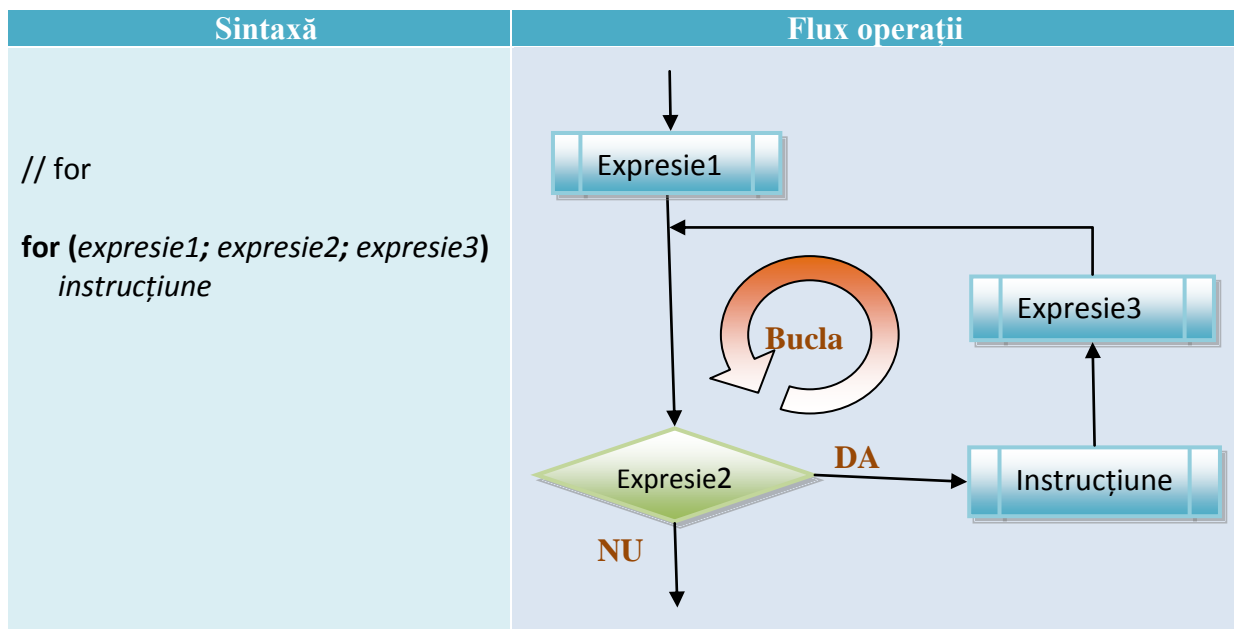 Sintaxă
Flux operații
// for
for (expresie1; expresie2; expresie3)
instrucțiune
Expresie1
Expresie3
Bucla
Expresie2
DA
Instrucțiune
NU